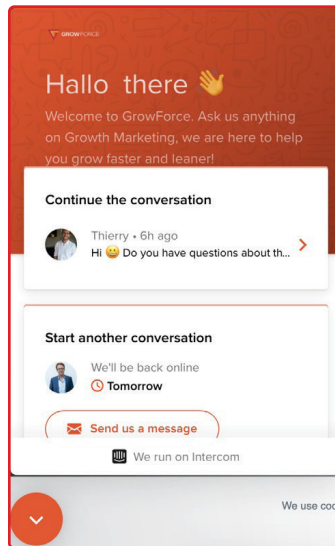 GROWFORCE
Hallo there 👋
Welcome to GrowForce. Ask us anything
on Growth Marketing, we are here to help
you grow faster and leaner!
Continue the conversation
Thierry • 6h ago
Hi 😀 Do you have questions about th...
Start another conversation
We'll be back online
Tomorrow
Send us a message
We run on Intercom
We use coo